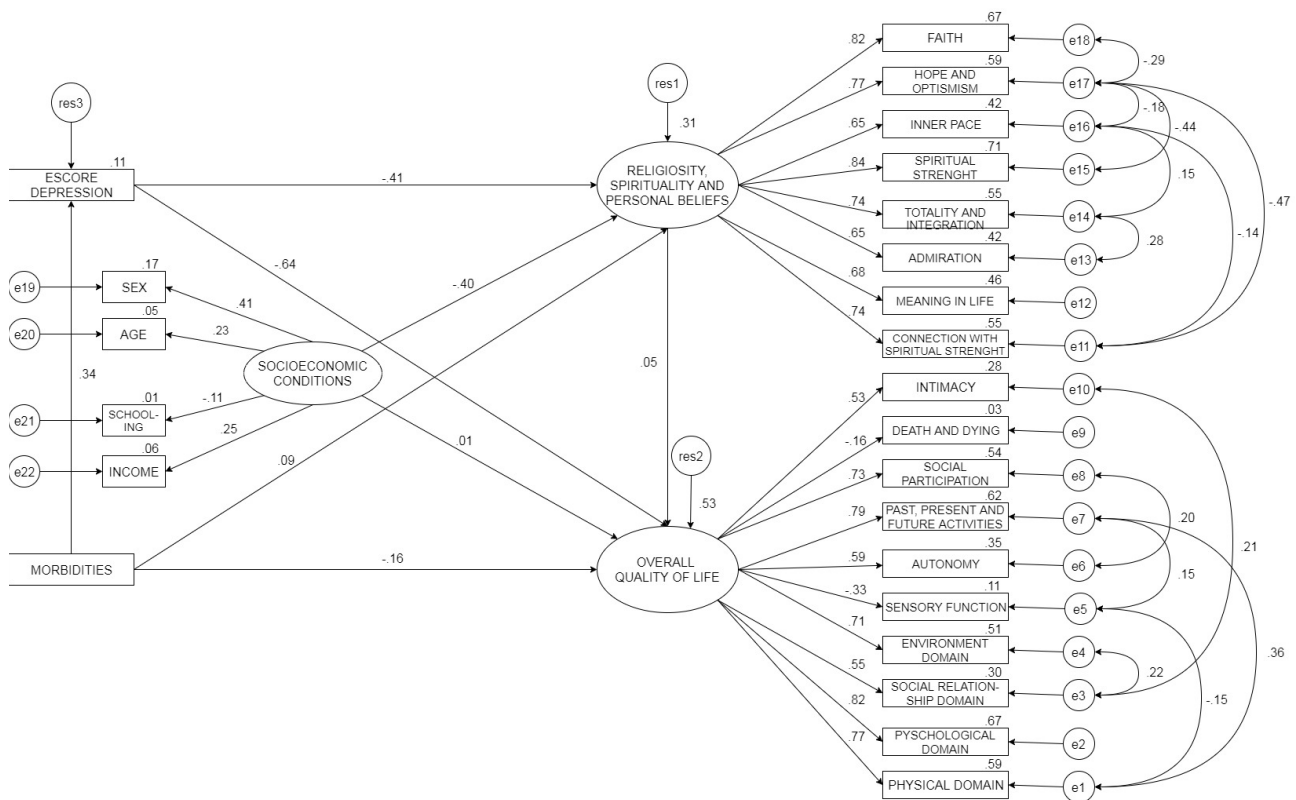 .67
.82
FAITH
e18
-.29
.59
.77
HOPE AND
OPTISMISM
e17
res3
res1
.42
-.18
.31
.65
INNER PACE
e16
-.44
.11
.71
ESCORE
DEPRESSION
-.41
RELIGIOSITY,
SPIRITUALITY AND
PERSONAL BELIEFS
.84
SPIRITUAL
STRENGHT
e15
.15
.55
-.47
.74
TOTALITY AND
INTEGRATION
e14
-.14
.65
.42
.28
-.64
ADMIRATION
e13
.17
.68
.46
e19
SEX
.41
-.40
MEANING IN LIFE
e12
.05
.74
.55
e20
AGE
.23
CONNECTION WITH
SPIRITUAL STRENGHT
e11
.34
SOCIOECONOMIC
CONDITIONS
.05
.28
INTIMACY
e10
.01
-.11
.53
.03
e21
SCHOOL-
ING
DEATH AND DYING
e9
.25
.01
-.16
.54
.06
.09
res2
e22
INCOME
.73
SOCIAL
PARTICIPATION
e8
.62
.53
.79
PAST, PRESENT AND
FUTURE ACTIVITIES
e7
.20
.21
.35
MORBIDITIES
-.16
OVERALL
QUALITY OF LIFE
.59
AUTONOMY
e6
.15
-.33
.11
SENSORY FUNCTION
e5
.71
.51
ENVIRONMENT
DOMAIN
e4
.36
.55
.30
.22
SOCIAL RELATION-
SHIP DOMAIN
e3
-.15
.82
.67
PYSCHOLOGICAL
DOMAIN
e2
.77
.59
PHYSICAL DOMAIN
e1